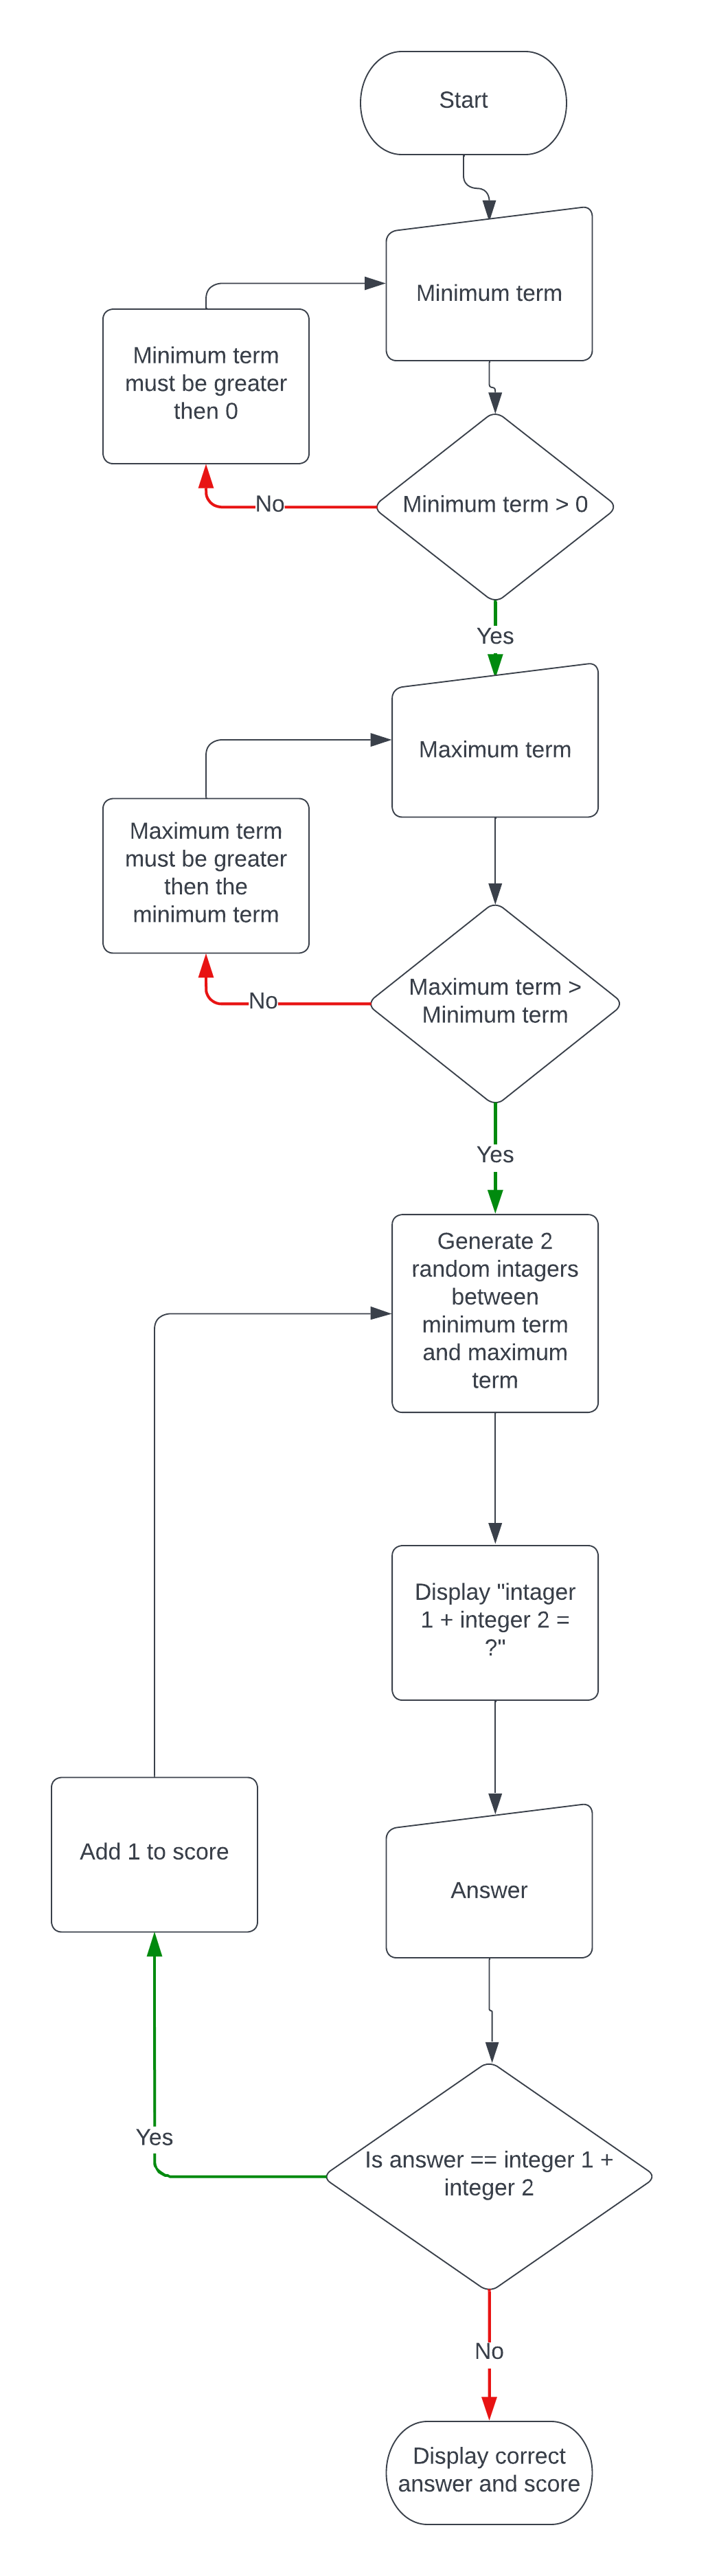 Start
Minimum term
Minimum term
must be greater
then 0
Minimum term > 0
No
Yes
Maximum term
Maximum term
must be greater
then the
minimum term
Maximum term >
Minimum term
No
Yes
Generate 2
random intagers
between
minimum term
and maximum
term
Display "intager
1 + integer 2 =
?"
Add 1 to score
Answer
Yes
Is answer == integer 1 +
integer 2
No
Display correct
answer and score